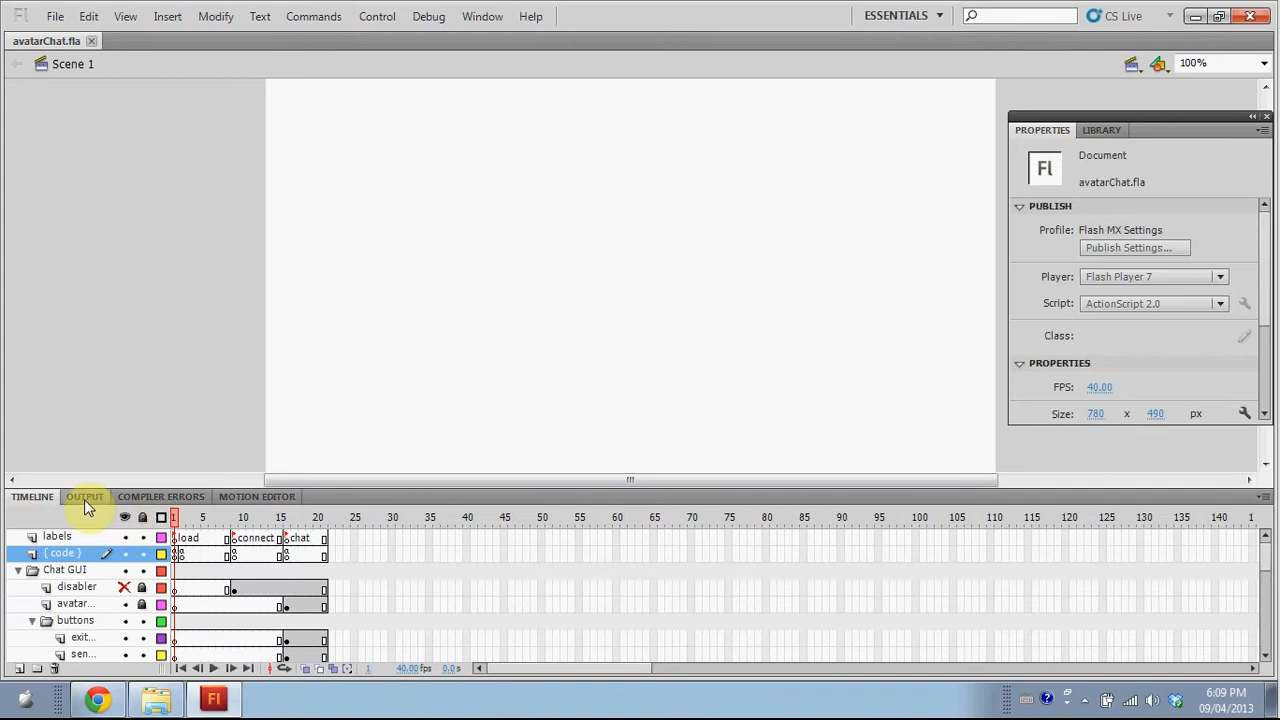 Fl File Edit View Insert Modify Text Commands Control Debug Window Help ESSENTIALS CS Live
avatarChat.fla
Scene 1 100%
PROPERTIES LIBRARY
Document
Fl
avatarChat.fla
PUBLISH
Profile: Flash MX Settings
Publish Settings...
Player: Flash Player 7
Script: ActionScript 2.0
Class:
PROPERTIES
FPS: 40.00
Size: 780 x 490 px
TIMELINE OUTPUT COMPILER ERRORS MOTION EDITOR
1 5 10 15 20 25 30 35 40 45 50 55 60 65 70 75 80 85 90 95 100 105 110 115 120 125 130 135 140 1
labels load connect chat
{ code } a a a
Chat GUI
disabler
avatar...
buttons
exit...
sen...
1 40.00 fps 0.0 s
Fl 6:09 PM
09/04/2013